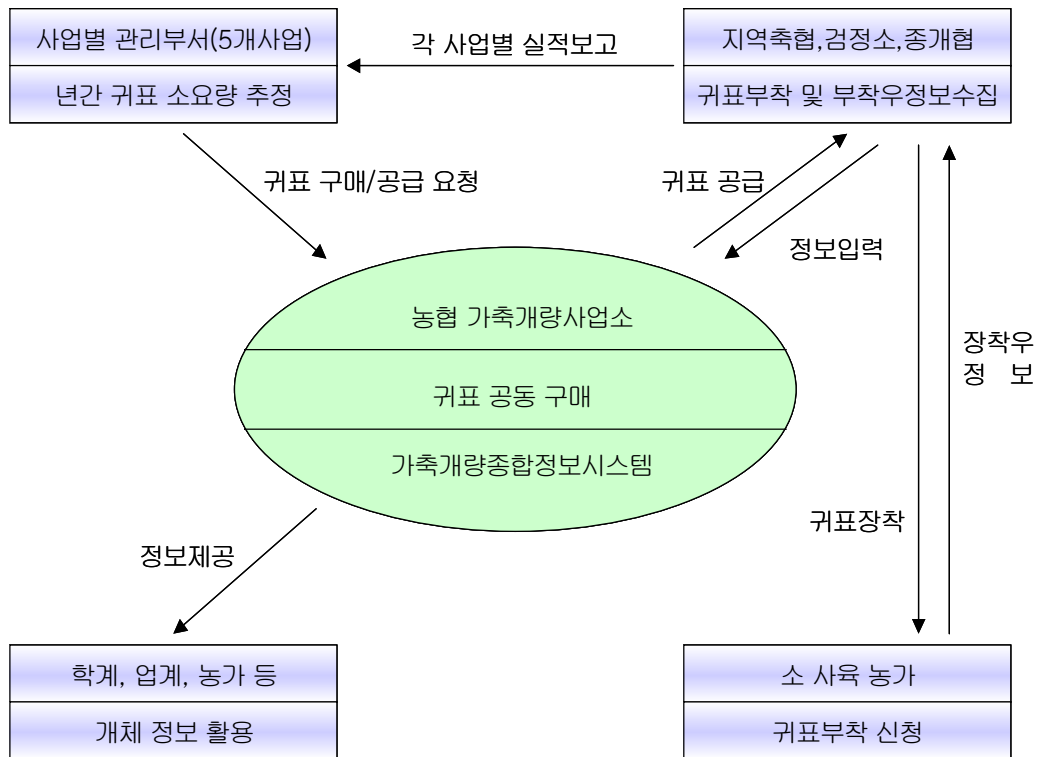 사업별 관리부서(5개사업)
년간 귀표 소요량 추정
각 사업별 실적보고
지역축협,검정소,종개협
귀표부착 및 부착우정보수집
귀표 구매/공급 요청
귀표 공급
정보입력
농협 가축개량사업소
귀표 공동 구매
가축개량종합정보시스템
장착우
정 보
귀표장착
정보제공
학계, 업계, 농가 등
개체 정보 활용
소 사육 농가
귀표부착 신청